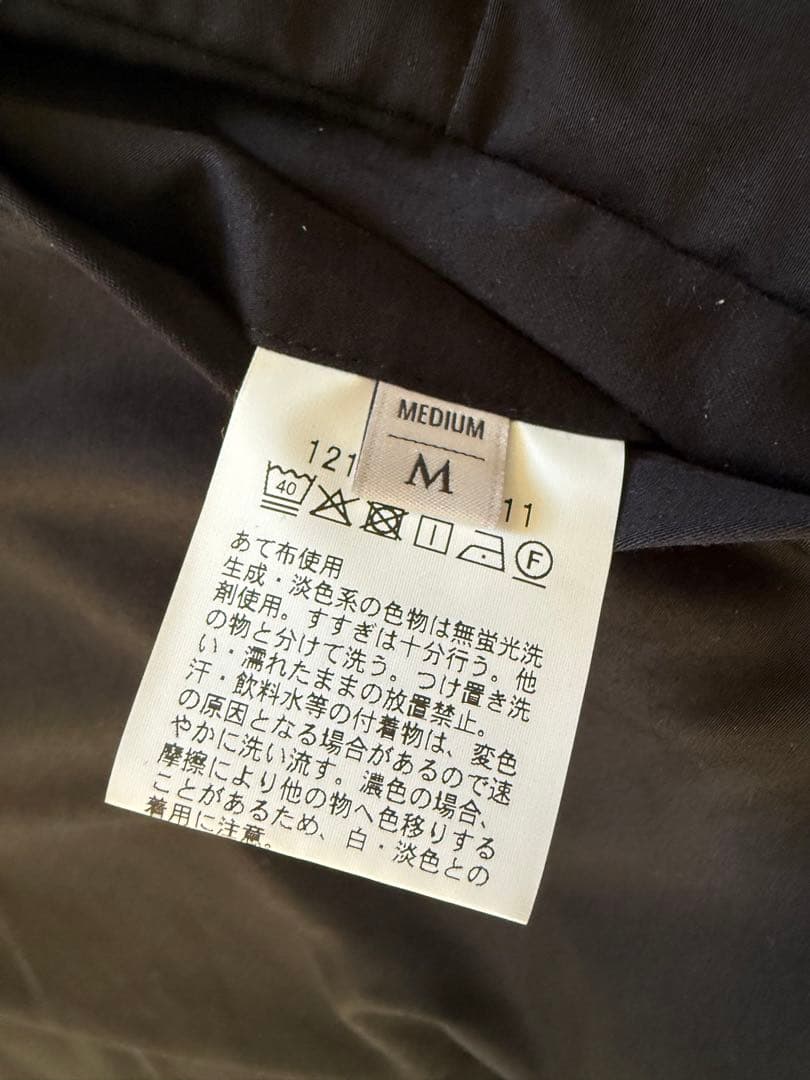 MEDIUM
M
121
11
40
F
あて布使用
生成・淡色系の色物は無蛍光洗
剤使用。すすぎは十分行う。他
の物と分けて洗う。つけ置き洗
い・濡れたままの放置禁止。
汗・飲料水等の付着物は、変色
の原因となる場合があるので速
やかに洗い流す。濃色の場合、
摩擦により他の物へ色移りする
ことがあるため、白・淡色との
着用に注意。